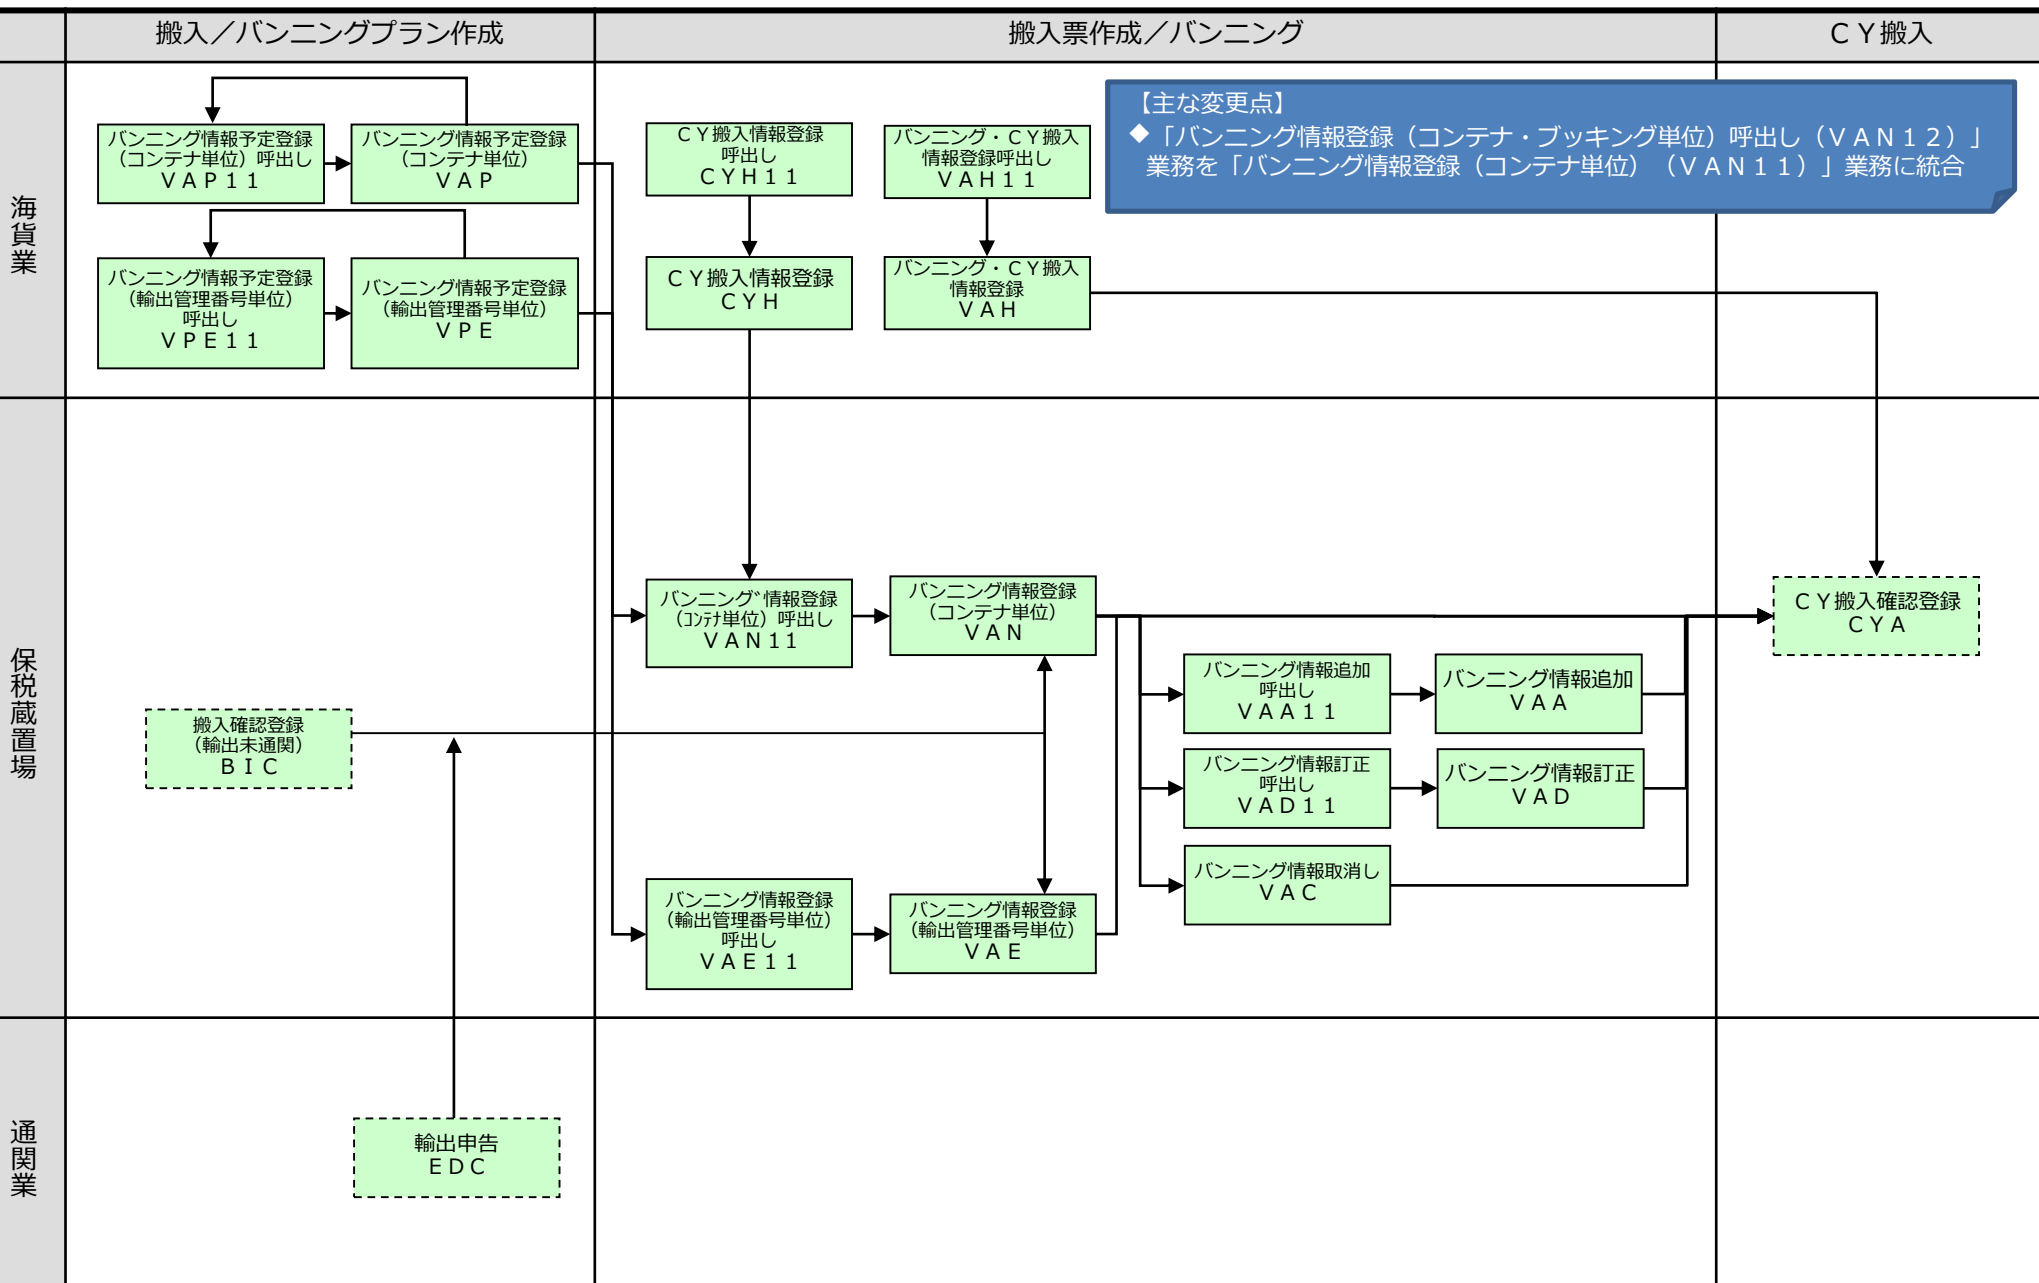 搬入／バンニングプラン作成
搬入票作成／バンニング
ＣＹ搬入
海貨業
バンニング情報予定登録
（コンテナ単位）呼出し
ＶＡＰ１１
バンニング情報予定登録
（コンテナ単位）
ＶＡＰ
バンニング情報予定登録
（輸出管理番号単位）
呼出し
ＶＰＥ１１
バンニング情報予定登録
（輸出管理番号単位）
ＶＰＥ
ＣＹ搬入情報登録
呼出し
ＣＹＨ１１
バンニング・ＣＹ搬入
情報登録呼出し
ＶＡＨ１１
ＣＹ搬入情報登録
ＣＹＨ
バンニング・ＣＹ搬入
情報登録
ＶＡＨ
【主な変更点】
◆「バンニング情報登録（コンテナ・ブッキング単位）呼出し（ＶＡＮ１２）」
業務を「バンニング情報登録（コンテナ単位）（ＶＡＮ１１）」業務に統合
保税蔵置場
搬入確認登録
（輸出未通関）
ＢＩＣ
バンニング゛情報登録
（ｺﾝﾃﾅ単位）呼出し
ＶＡＮ11
バンニング情報登録
（コンテナ単位）
ＶＡＮ
バンニング情報追加
呼出し
ＶＡＡ１１
バンニング情報追加
ＶＡＡ
バンニング情報訂正
呼出し
ＶＡＤ１１
バンニング情報訂正
ＶＡＤ
バンニング情報取消し
ＶＡＣ
バンニング情報登録
（輸出管理番号単位）
呼出し
ＶＡＥ１１
バンニング情報登録
（輸出管理番号単位）
ＶＡＥ
ＣＹ搬入確認登録
ＣＹＡ
通関業
輸出申告
ＥＤＣ